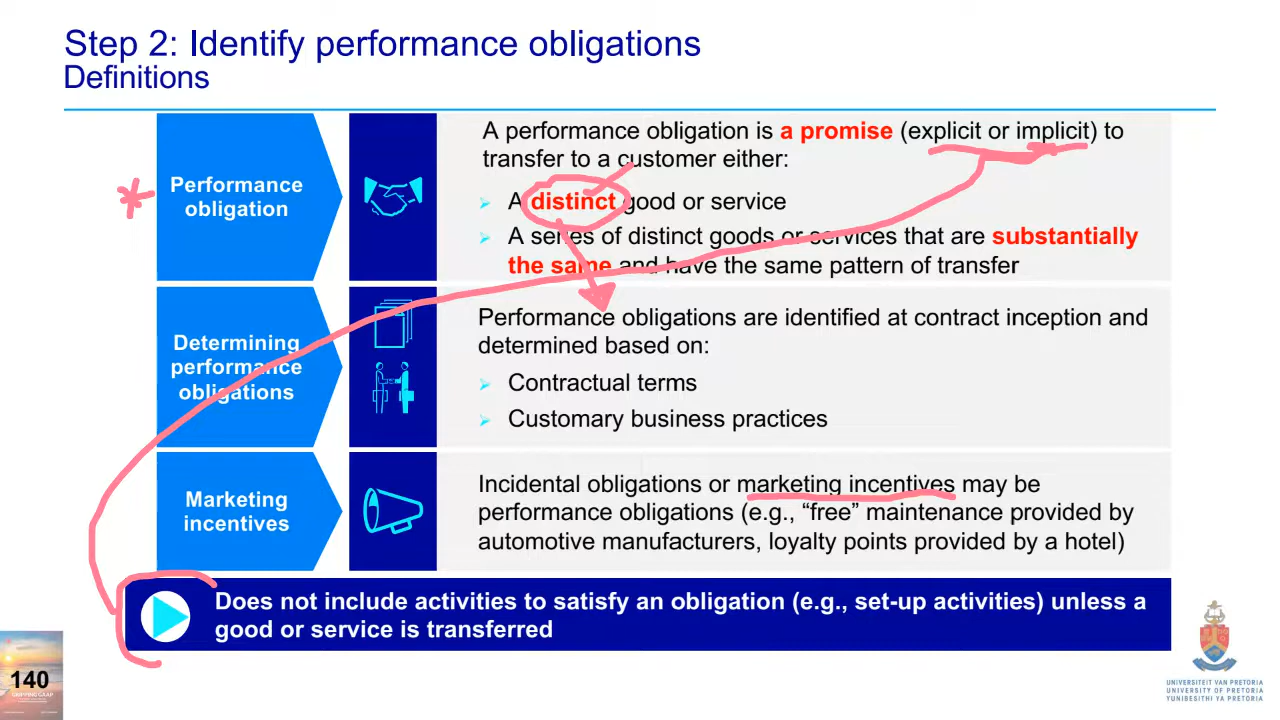 Step 2: Identify performance obligations
Definitions
Performance
obligation
A performance obligation is a promise (explicit or implicit) to
transfer to a customer either:
A distinct good or service
A series of distinct goods or services that are substantially
the same and have the same pattern of transfer
Determining
performance
obligations
Performance obligations are identified at contract inception and
determined based on:
Contractual terms
Customary business practices
Marketing
incentives
Incidental obligations or marketing incentives may be
performance obligations (e.g., “free” maintenance provided by
automotive manufacturers, loyalty points provided by a hotel)
Does not include activities to satisfy an obligation (e.g., set-up activities) unless a
good or service is transferred
140
GRIPPING GAAP
UNIVERSITEIT VAN PRETORIA
UNIVERSITY OF PRETORIA
YUNIBESITHI YA PRETORIA